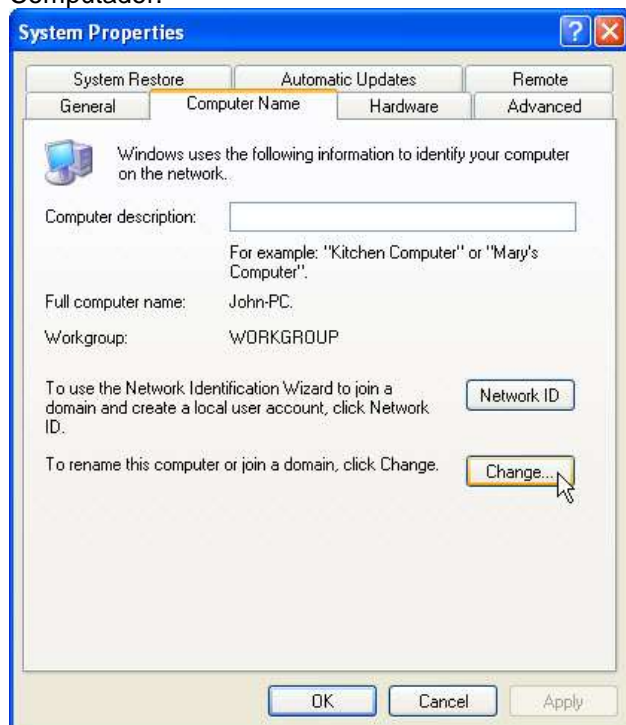 Computador.
System Properties
System Restore Automatic Updates Remote
General Computer Name Hardware Advanced
Windows uses the following information to identify your computer
on the network.
Computer description:
For example: "Kitchen Computer" or "Mary's
Computer".
Full computer name: John-PC.
Workgroup: WORKGROUP
To use the Network Identification Wizard to join a
domain and create a local user account, click Network
ID.
Network ID
To rename this computer or join a domain, click Change.
Change...
OK Cancel Apply